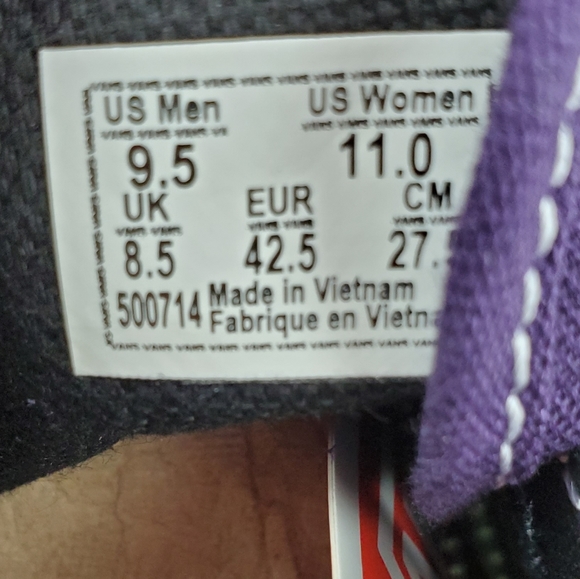 US Men US Women
9.5 11.0
UK EUR CM
8.5 42.5 27.
500714 Made in Vietnam
Fabrique en Vietna